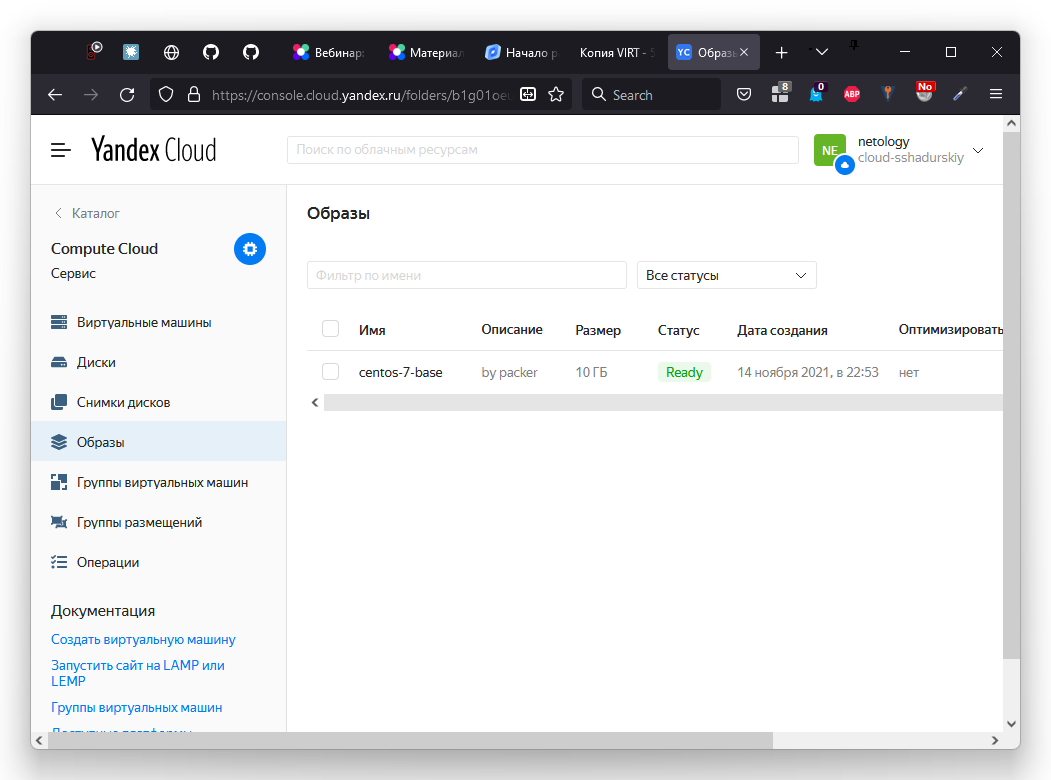 Вебинар:
Материал
Начало р
Копия VIRT - 5
YC Образы
https://console.cloud.yandex.ru/folders/b1g01oeu
Search
8
0
ABP
No
Yandex Cloud
Поиск по облачным ресурсам
NE
netology
cloud-sshadurskiy
Каталог
Compute Cloud
Сервис
Виртуальные машины
Диски
Снимки дисков
Образы
Группы виртуальных машин
Группы размещений
Операции
Документация
Создать виртуальную машину
Запустить сайт на LAMP или
LEMP
Группы виртуальных машин
Доступные платформы
Образы
Фильтр по имени
Все статусы
Имя Описание Размер Статус Дата создания Оптимизировать
centos-7-base by packer 10 ГБ Ready 14 ноября 2021, в 22:53 нет